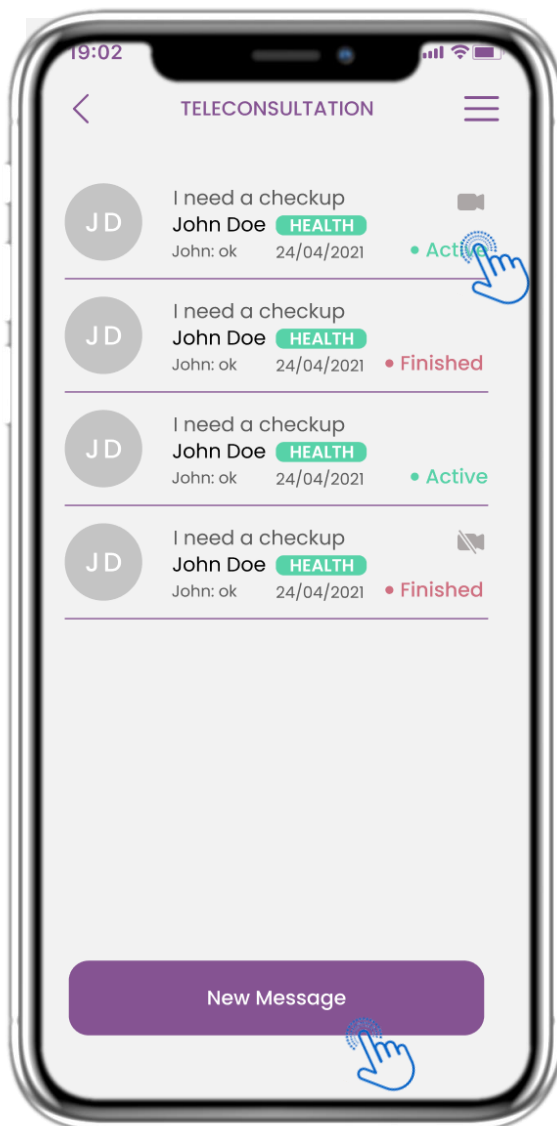 19:02
TELECONSULTATION
JD
I need a checkup
John Doe HEALTH
John: ok 24/04/2021 • Active
JD
I need a checkup
John Doe HEALTH
John: ok 24/04/2021 • Finished
JD
I need a checkup
John Doe HEALTH
John: ok 24/04/2021 • Active
JD
I need a checkup
John Doe HEALTH
John: ok 24/04/2021 • Finished
New Message